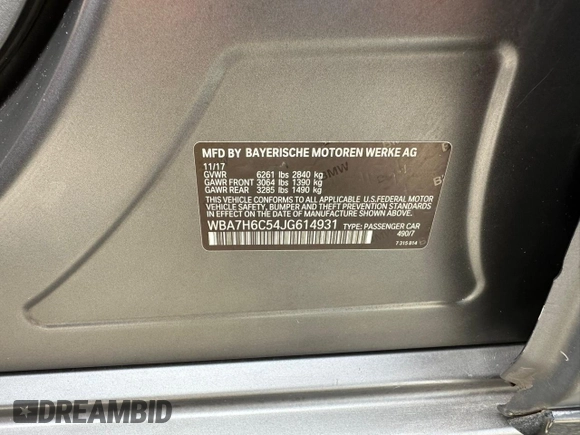 MFD BY BAYERISCHE MOTOREN WERKE AG
11/17
GVWR 6261 lbs 2840 kg
GAWR FRONT 3064 lbs 1390 kg
GAWR REAR 3285 lbs 1490 kg
THIS VEHICLE CONFORMS TO ALL APPLICABLE U.S.FEDERAL MOTOR
VEHICLE SAFETY, BUMPER, AND THEFT PREVENTION STANDARDS
IN EFFECT ON THE DATE OF MANUFACTURE SHOWN ABOVE.
WBA7H6C54JG614931 TYPE: PASSENGER CAR
490/7
7 315 814
DREAMBID